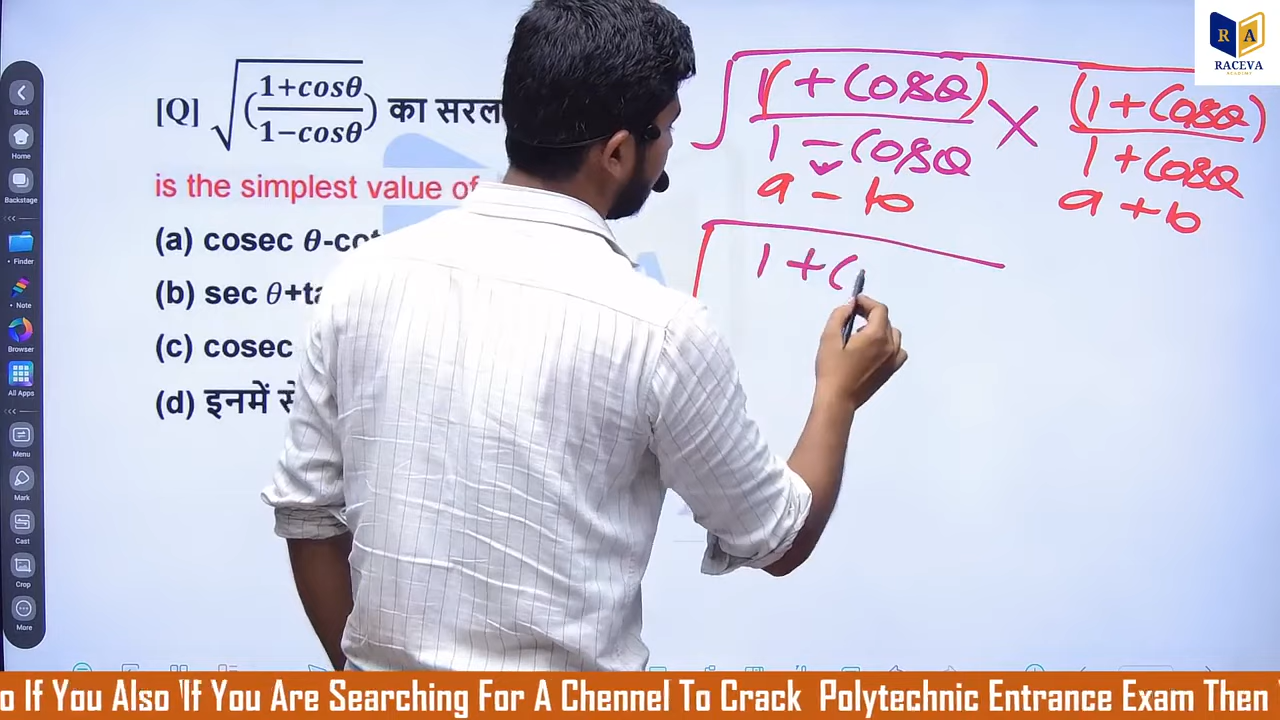 [Q] √(1+cosθ/1−cosθ) का सरल
is the simplest value of
(a) cosec θ-cot
(b) sec θ+ta
(c) cosec
(d) इनमें से
(1 + Cosθ) × (1 + Cosθ)
1 - Cosθ 1 + Cosθ
a - b a + b
1 + C
R A
RACEVA
ACADEMY
Back
Home
Backstage
Finder
Note
Browser
All Apps
Menu
Mark
Cast
Crop
More
o If You Also 'If You Are Searching For A Chennel To Crack Polytechnic Entrance Exam Then